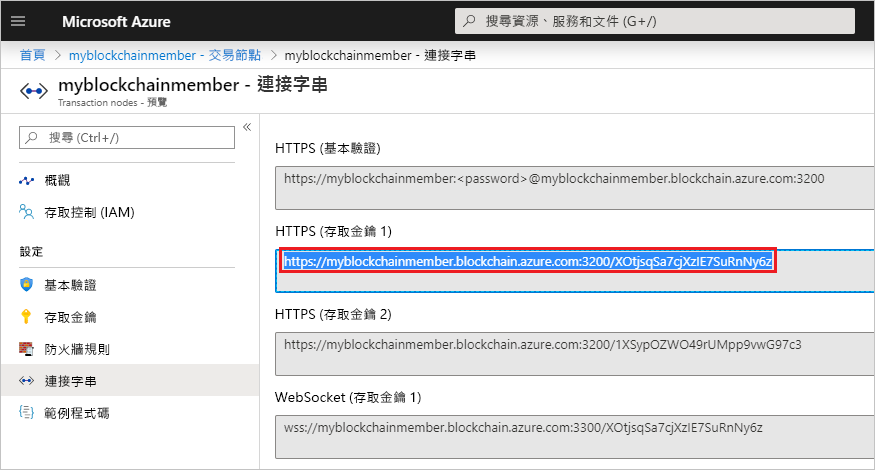 Microsoft Azure
搜尋資源、服務和文件 (G+/)
首頁 > myblockchainmember - 交易節點 > myblockchainmember - 連接字串
myblockchainmember - 連接字串
Transaction nodes - 預覽
搜尋 (Ctrl+/)
概觀
存取控制 (IAM)
設定
基本驗證
存取金鑰
防火牆規則
連接字串
範例程式碼
HTTPS (基本驗證)
https://myblockchainmember:<password>@myblockchainmember.blockchain.azure.com:3200
HTTPS (存取金鑰 1)
https://myblockchainmember.blockchain.azure.com:3200/XOtjsqSa7cjXzIE7SuRnNy6z
HTTPS (存取金鑰 2)
https://myblockchainmember.blockchain.azure.com:3200/1XSypOZWO49rUMpp9vwG97c3
WebSocket (存取金鑰 1)
wss://myblockchainmember.blockchain.azure.com:3300/XOtjsqSa7cjXzIE7SuRnNy6z